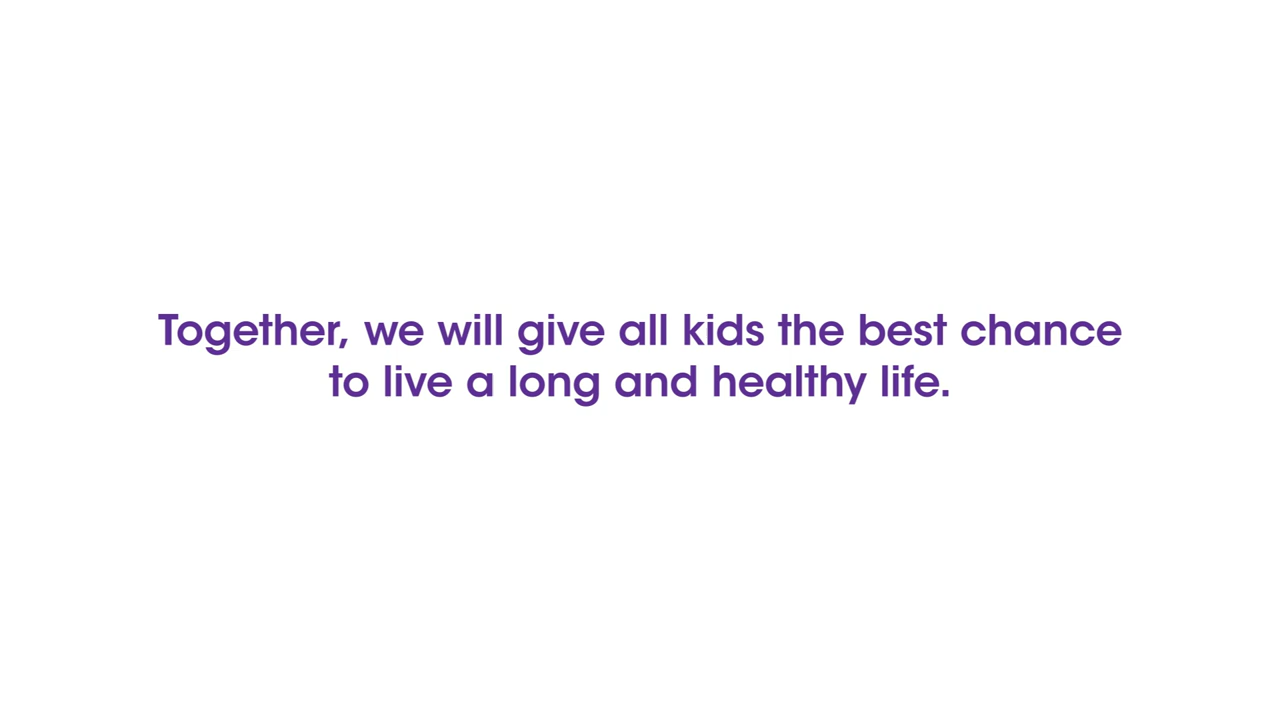 Together, we will give all kids the best chance
to live a long and healthy life.